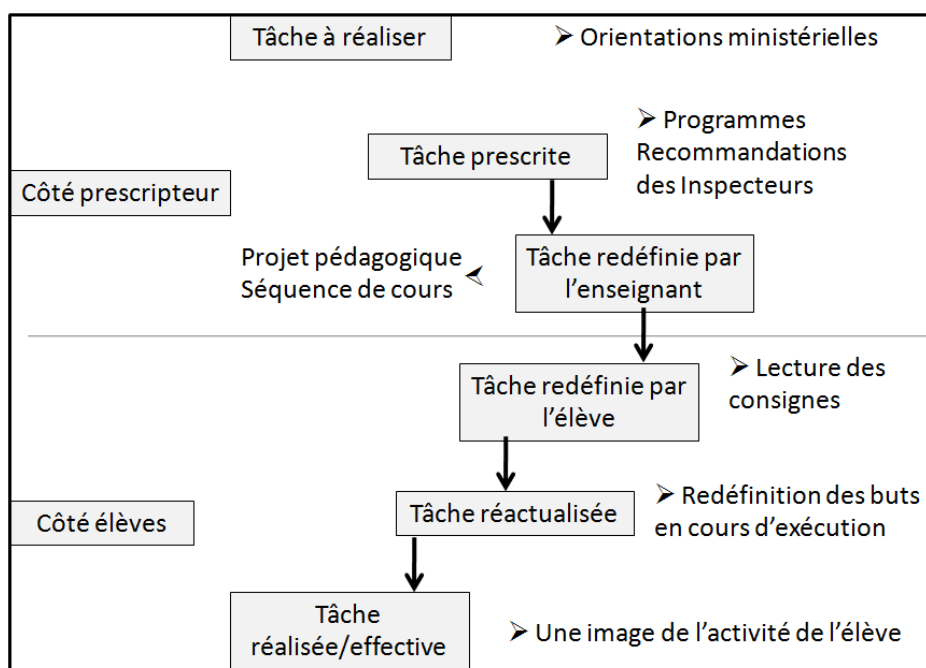 Tâche à réaliser
➤ Orientations ministérielles
➤ Programmes
Recommandations
des Inspecteurs
Tâche prescrite
Côté prescripteur
Projet pédagogique
Séquence de cours
Tâche redéfinie par
l’enseignant
➤ Lecture des
consignes
Tâche redéfinie par
l’élève
Côté élèves
Tâche réactualisée
➤ Redéfinition des buts
en cours d’exécution
Tâche
réalisée/effective
➤ Une image de l’activité de l’élève